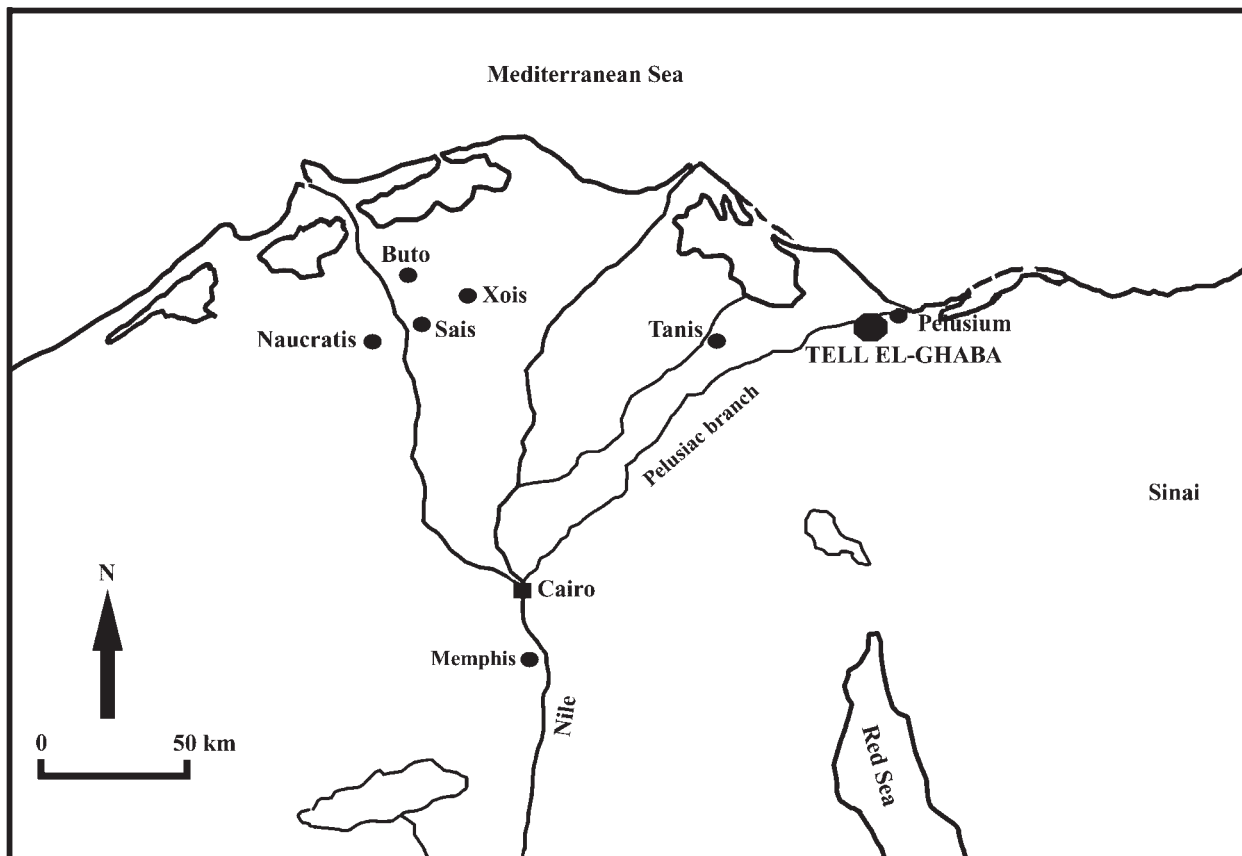 Mediterranean Sea
Buto
Xois
Sais
Naucratis
Tanis
Pelusium
TELL EL-GHABA
Pelusiac branch
Sinai
N
Cairo
Memphis
Nile
Red Sea
0 50 km